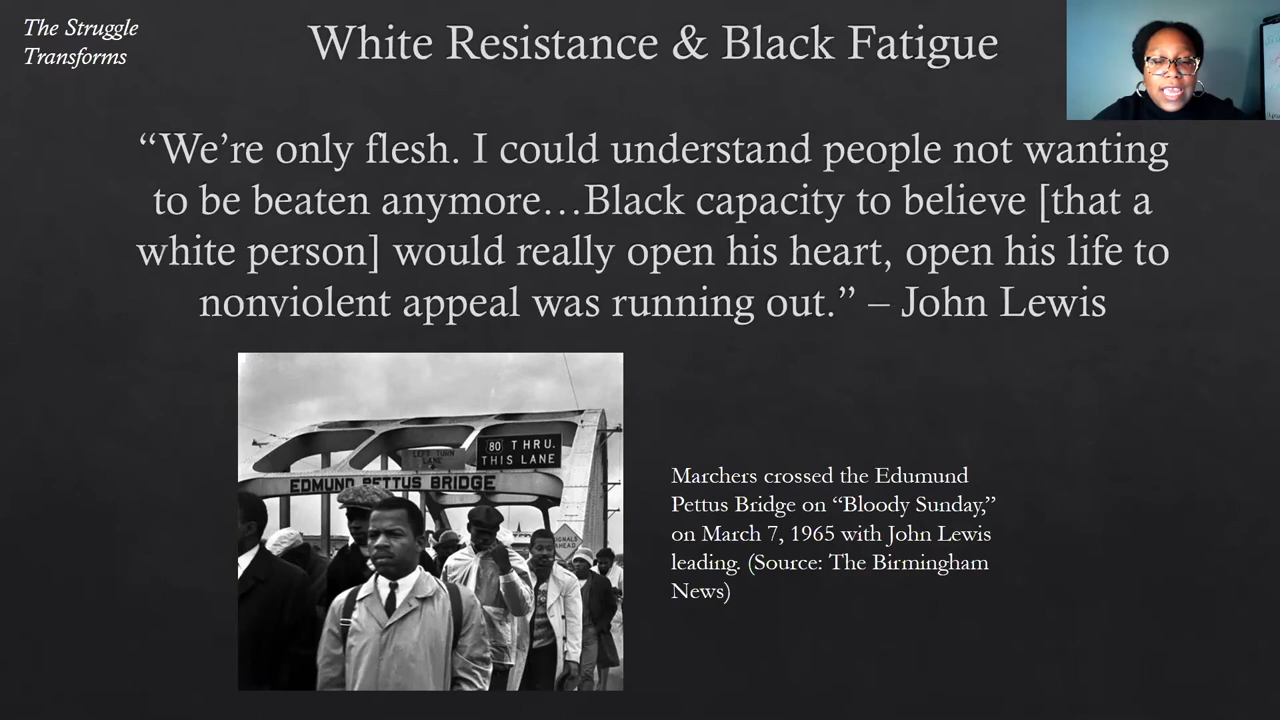 The Struggle
Transforms
White Resistance & Black Fatigue
“We’re only flesh. I could understand people not wanting
to be beaten anymore…Black capacity to believe [that a
white person] would really open his heart, open his life to
nonviolent appeal was running out.” – John Lewis
80 THRU.
THIS LANE
LEFT TURN
LANE
EDMUND PETTUS BRIDGE
SIGNALS
AHEAD
Marchers crossed the Edumund
Pettus Bridge on “Bloody Sunday,”
on March 7, 1965 with John Lewis
leading. (Source: The Birmingham
News)